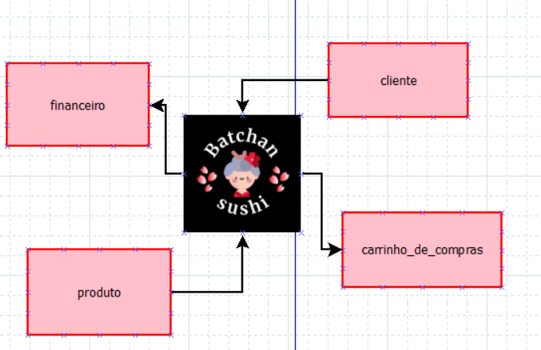 cliente
financeiro
Batchan
sushi
carrinho_de_compras
produto